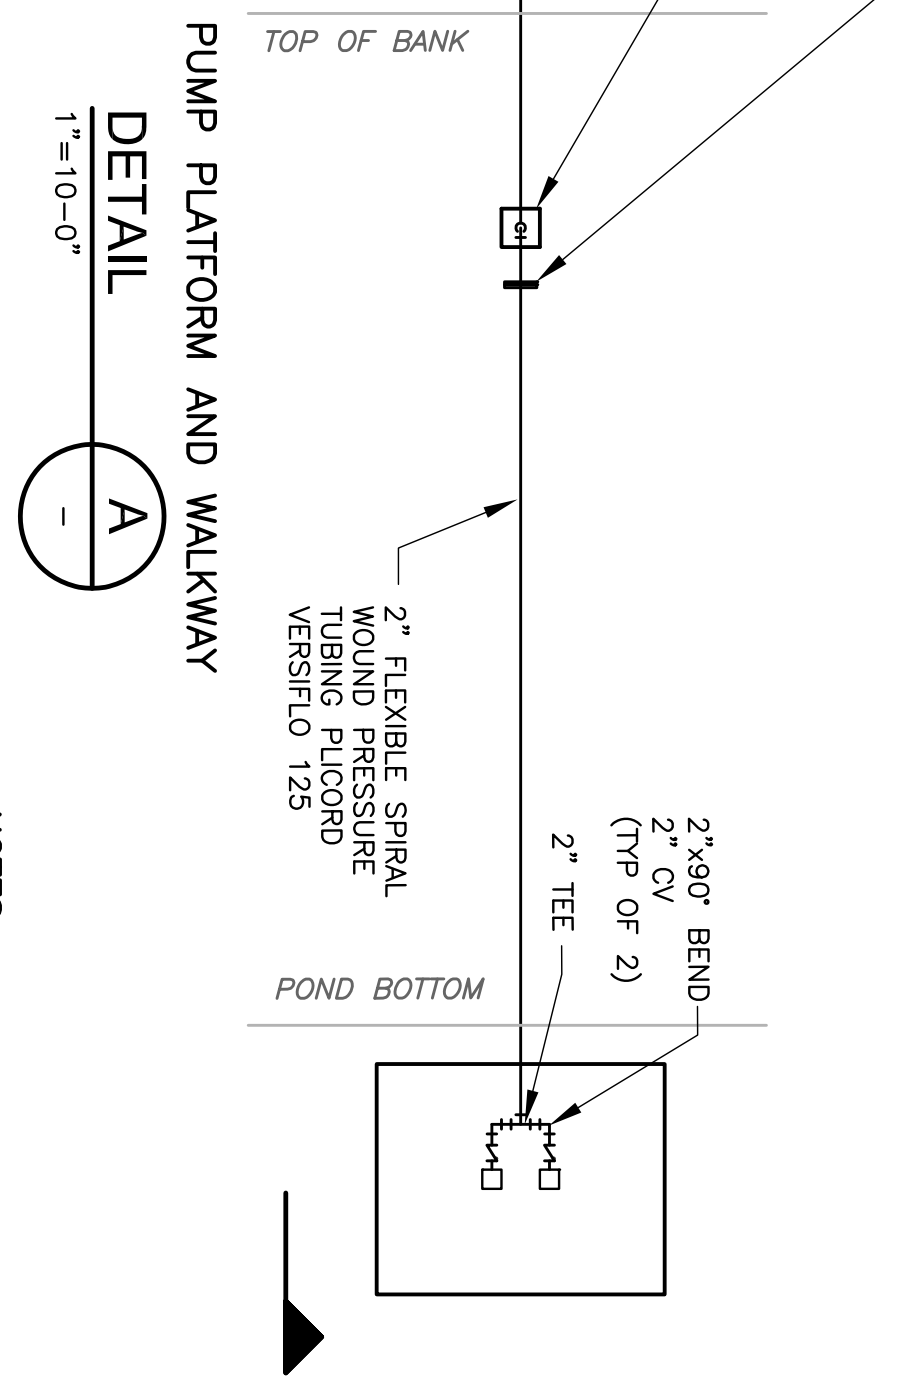 TOP OF BANK
PUMP PLATFORM AND WALKWAY
DETAIL
1"=10–0"
A
–
2" FLEXIBLE SPIRAL
WOUND PRESSURE
TUBING PLICORD
VERSIFLO 125
2"x90° BEND
2" CV
(TYP OF 2)
2" TEE
POND BOTTOM